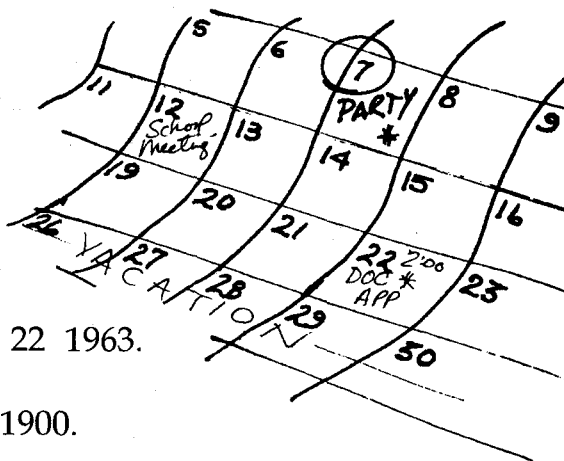 5 6 7 8 9
PARTY
*
11 12 13 14 15 16
School
Meeting
19 20 21 22 2:00 23
DOC *
APP
26 27 28 29 30
VACATION
22 1963.
1900.